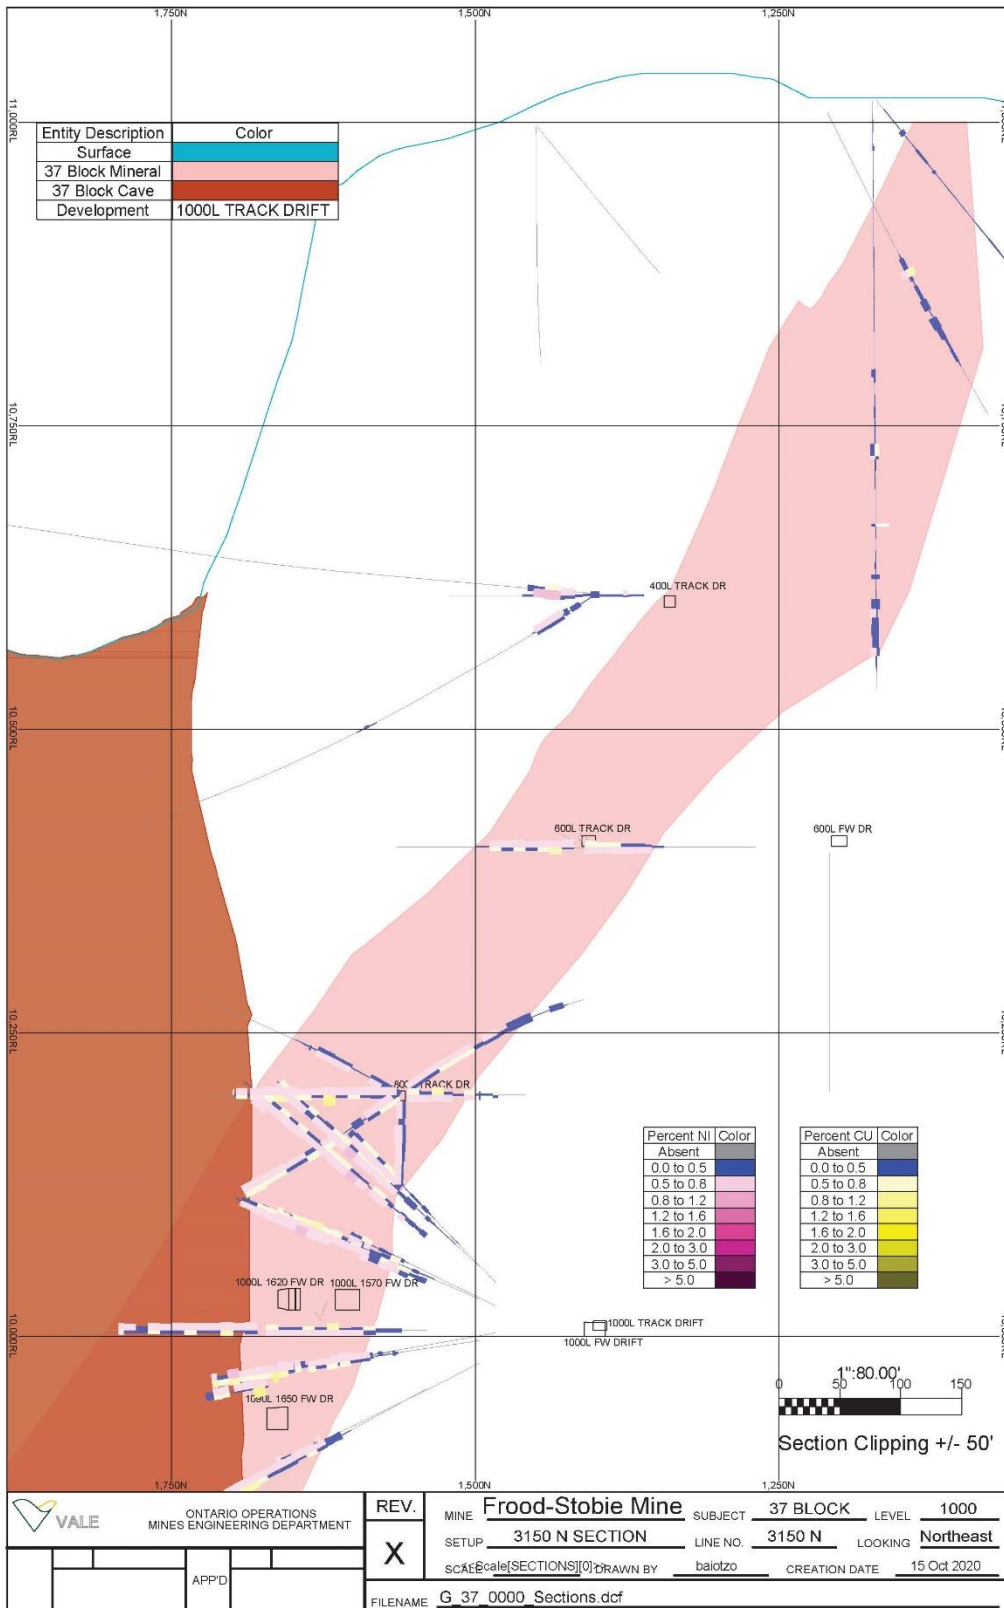 1,750N 1,500N 1,250N
11,000RL
Entity Description Color
Surface
37 Block Mineral
37 Block Cave
Development 1000L TRACK DRIFT
10,750RL
400L TRACK DR
10,500RL
600L TRACK DR
600L FW DR
10,250RL
TRACK DR
Percent NI Color
Absent
0.0 to 0.5
0.5 to 0.8
0.8 to 1.2
1.2 to 1.6
1.6 to 2.0
2.0 to 3.0
3.0 to 5.0
> 5.0
Percent CU Color
Absent
0.0 to 0.5
0.5 to 0.8
0.8 to 1.2
1.2 to 1.6
1.6 to 2.0
2.0 to 3.0
3.0 to 5.0
> 5.0
1000L 1620 FW DR 1000L 1570 FW DR
10,000RL
1000L TRACK DRIFT
1000L FW DRIFT
1650 FW DR
1":80.00'
0 50 100 150
Section Clipping +/- 50'
1,750N 1,500N 1,250N
VALE
ONTARIO OPERATIONS
MINES ENGINEERING DEPARTMENT
APP'D
REV.
X
MINE Frood-Stobie Mine SUBJECT 37 BLOCK LEVEL 1000
SETUP 3150 N SECTION LINE NO. 3150 N LOOKING Northeast
SCALE Scale[SECTIONS][0] DRAWN BY baiotzo CREATION DATE 15 Oct 2020
FILENAME G_37_0000_Sections.dcf